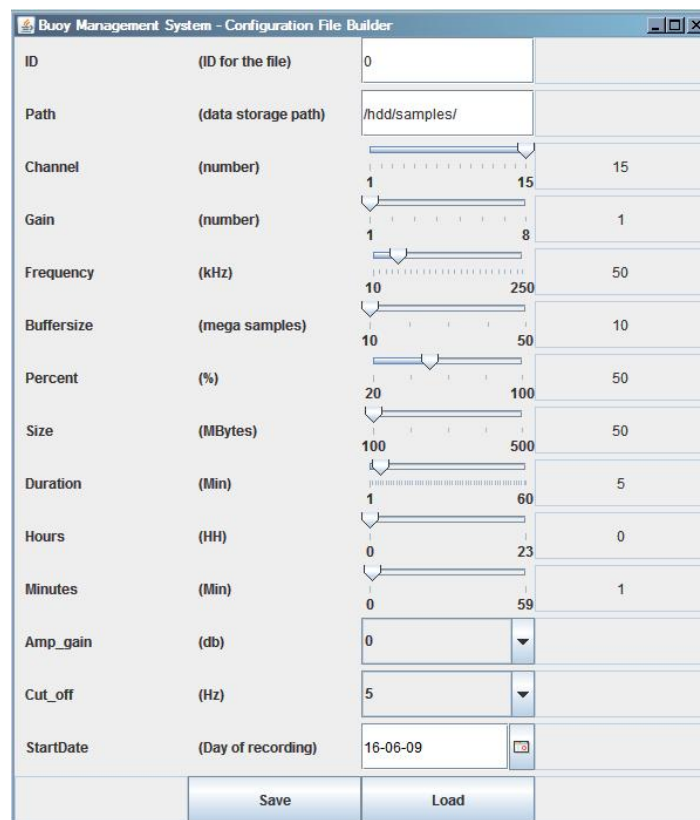 Buoy Management System - Configuration File Builder
ID (ID for the file) 0
Path (data storage path) /hdd/samples/
Channel (number) 1 15 15
Gain (number) 1 8 1
Frequency (kHz) 10 250 50
Buffersize (mega samples) 10 50 10
Percent (%) 20 100 50
Size (MBytes) 100 500 50
Duration (Min) 1 60 5
Hours (HH) 0 23 0
Minutes (Min) 0 59 1
Amp_gain (db) 0
Cut_off (Hz) 5
StartDate (Day of recording) 16-06-09
Save Load